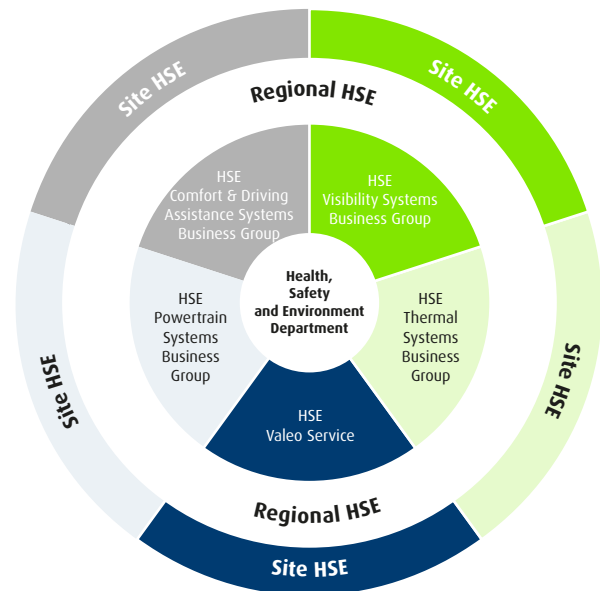 Site HSE
Site HSE
Regional HSE
HSE
Comfort & Driving
Assistance Systems
Business Group
HSE
Visibility Systems
Business Group
Health,
Safety
and Environment
Department
HSE
Powertrain
Systems
Business
Group
HSE
Thermal
Systems
Business
Group
Site HSE
Site HSE
HSE
Valeo Service
Regional HSE
Site HSE